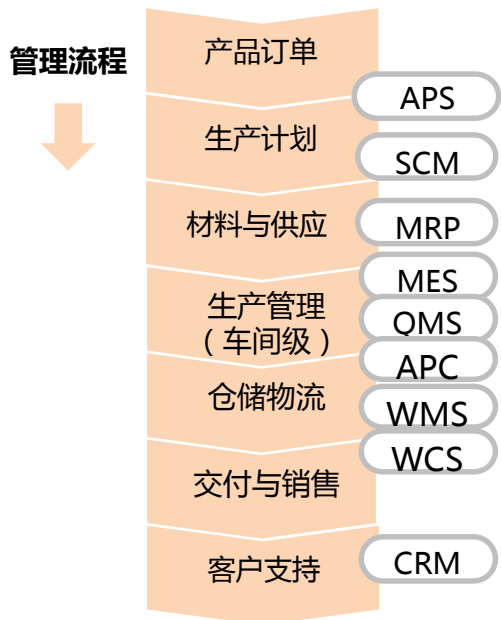 管理流程
产品订单
APS
生产计划
SCM
材料与供应
MRP
MES
生产管理
（车间级）
QMS
APC
仓储物流
WMS
WCS
交付与销售
客户支持
CRM